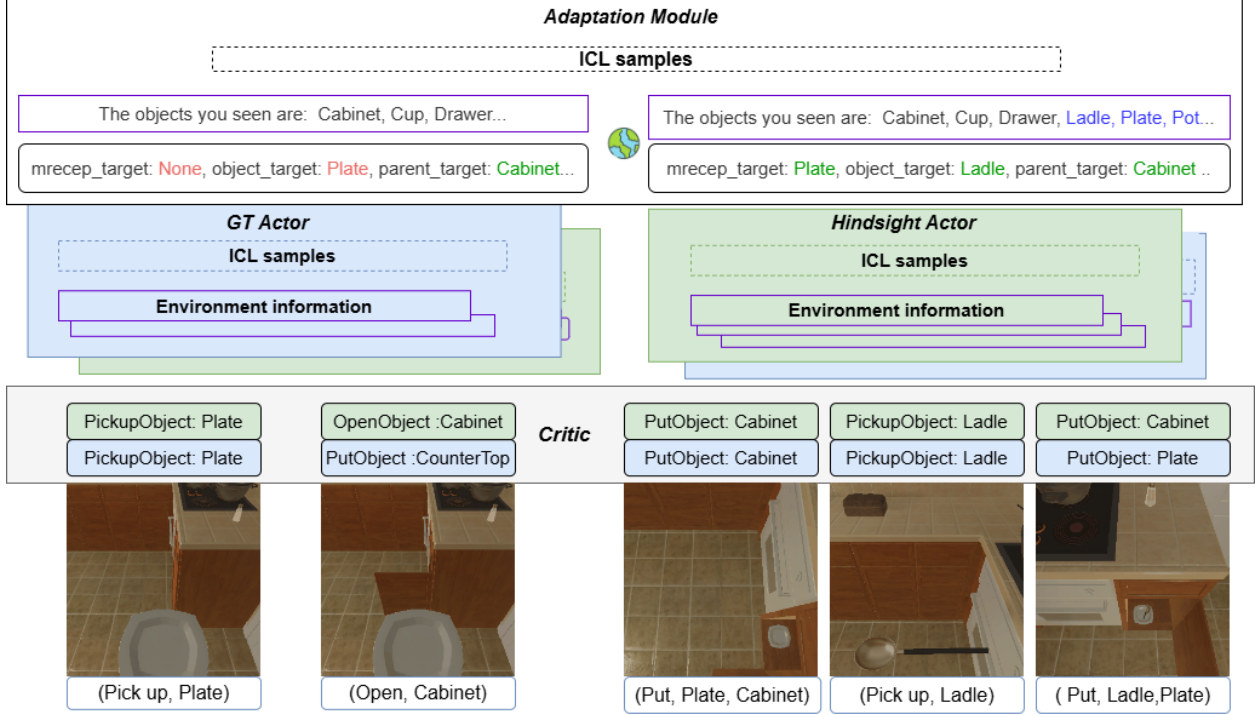 Adaptation Module
ICL samples
The objects you seen are: Cabinet, Cup, Drawer...
mrecep_target: None, object_target: Plate, parent_target: Cabinet...
The objects you seen are: Cabinet, Cup, Drawer, Ladle, Plate, Pot...
mrecep_target: Plate, object_target: Ladle, parent_target: Cabinet ..
GT Actor
ICL samples
Environment information
Hindsight Actor
ICL samples
Environment information
PickupObject: Plate
PickupObject: Plate
OpenObject :Cabinet
PutObject :CounterTop
Critic
PutObject: Cabinet
PutObject: Cabinet
PickupObject: Ladle
PickupObject: Ladle
PutObject: Cabinet
PutObject: Plate
(Pick up, Plate)
(Open, Cabinet)
(Put, Plate, Cabinet)
(Pick up, Ladle)
( Put, Ladle,Plate)